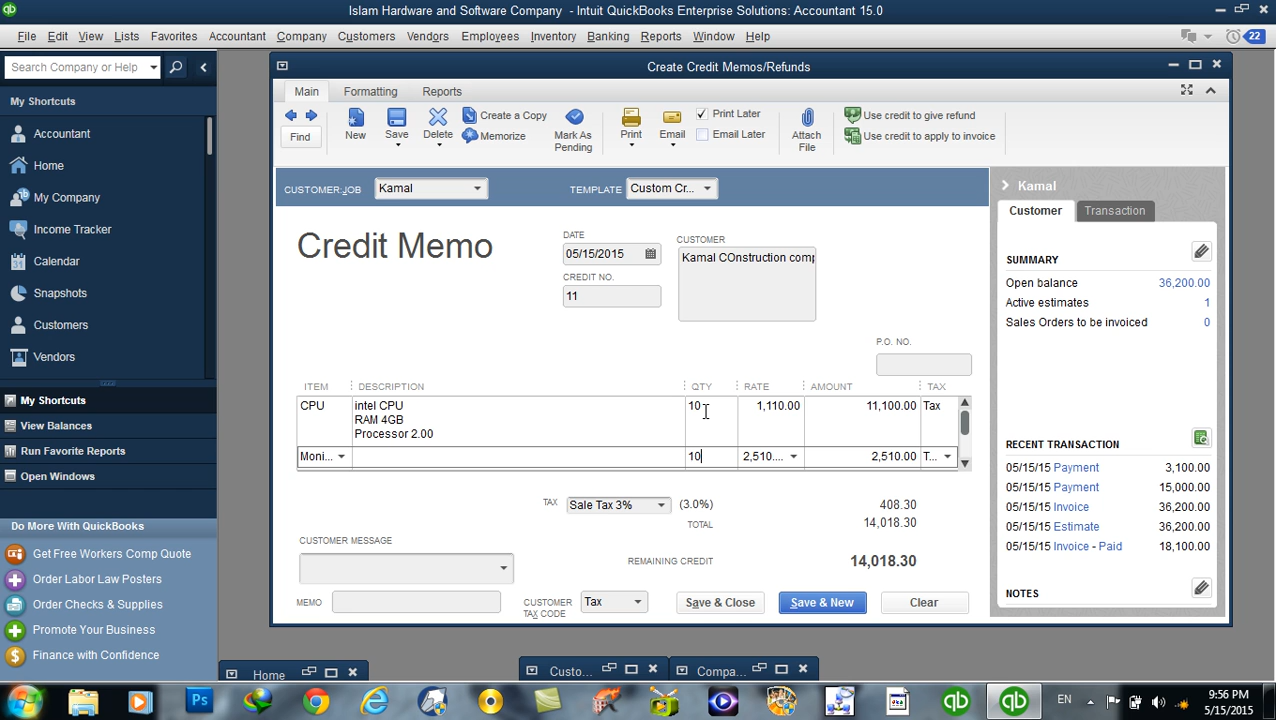 Islam Hardware and Software Company - Intuit QuickBooks Enterprise Solutions: Accountant 15.0
File Edit View Lists Favorites Accountant Company Customers Vendors Employees Inventory Banking Reports Window Help
22
Search Company or Help
My Shortcuts
Accountant
Home
My Company
Income Tracker
Calendar
Snapshots
Customers
Vendors
My Shortcuts
View Balances
Run Favorite Reports
Open Windows
Do More With QuickBooks
Get Free Workers Comp Quote
Order Labor Law Posters
Order Checks & Supplies
Promote Your Business
Finance with Confidence
Create Credit Memos/Refunds
Main Formatting Reports
Find
New
Save
Delete
Create a Copy
Memorize
Mark As
Pending
Print
Email
Print Later
Email Later
Attach
File
Use credit to give refund
Use credit to apply to invoice
CUSTOMER:JOB Kamal TEMPLATE Custom Cr...
Credit Memo
DATE
05/15/2015
CREDIT NO.
11
CUSTOMER
Kamal COnstruction comp
P.O. NO.
ITEM DESCRIPTION QTY RATE AMOUNT TAX
CPU intel CPU 10 1,110.00 11,100.00 Tax
RAM 4GB
Processor 2.00
Moni... 10 2,510.... 2,510.00 T...
TAX Sale Tax 3% (3.0%) 408.30
TOTAL 14,018.30
CUSTOMER MESSAGE
REMAINING CREDIT 14,018.30
MEMO
CUSTOMER
TAX CODE
Tax
Save & Close Save & New Clear
Kamal
Customer Transaction
SUMMARY
Open balance 36,200.00
Active estimates 1
Sales Orders to be invoiced 0
RECENT TRANSACTION
05/15/15 Payment 3,100.00
05/15/15 Payment 15,000.00
05/15/15 Invoice 36,200.00
05/15/15 Estimate 36,200.00
05/15/15 Invoice - Paid 18,100.00
NOTES
Home
Custo...
Compa...
Ps
qb
qb
EN
9:56 PM
5/15/2015